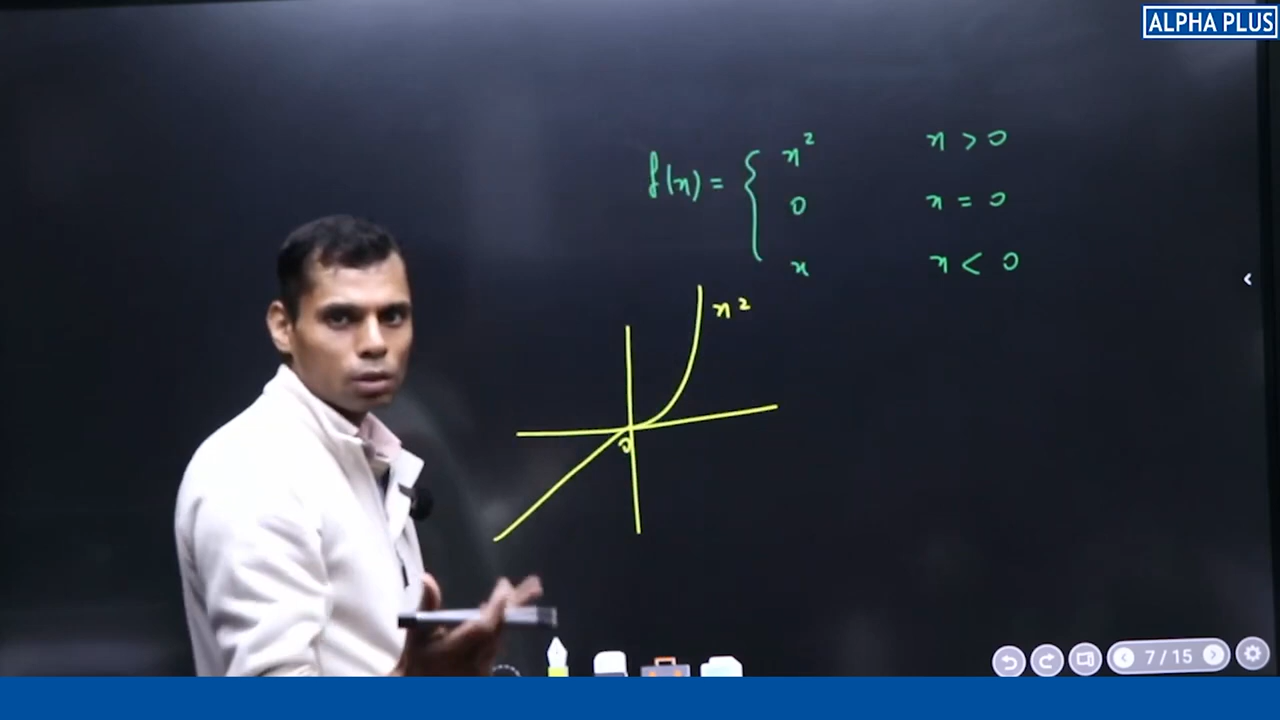 ALPHA PLUS
f(x) = { x² x > 0
0 x = 0
x x < 0
x²
0
7 / 15